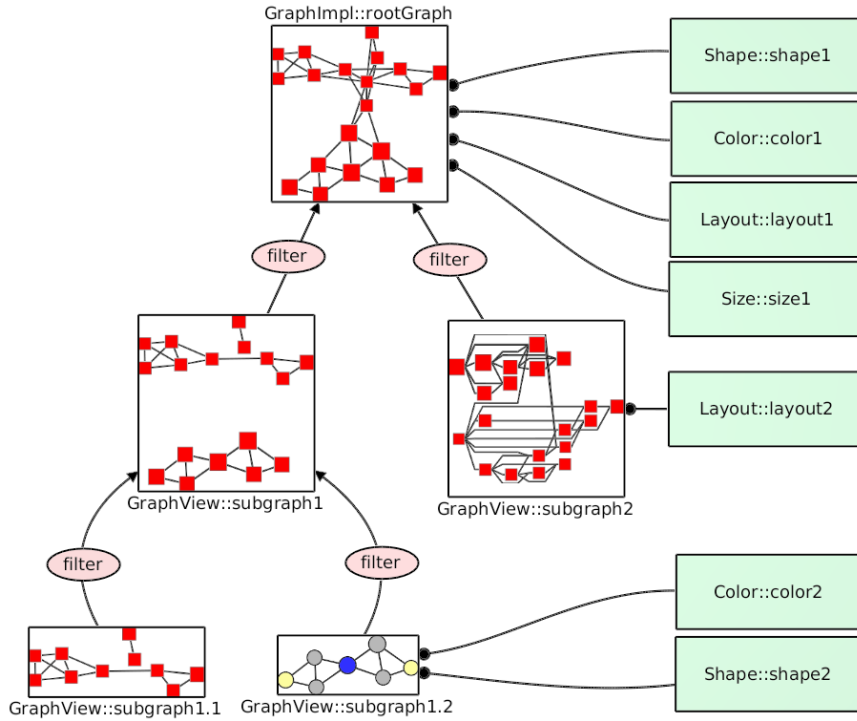 GraphImpl::rootGraph
Shape::shape1
Color::color1
Layout::layout1
filter
filter
Size::size1
Layout::layout2
GraphView::subgraph1
GraphView::subgraph2
filter
filter
Color::color2
Shape::shape2
GraphView::subgraph1.1
GraphView::subgraph1.2